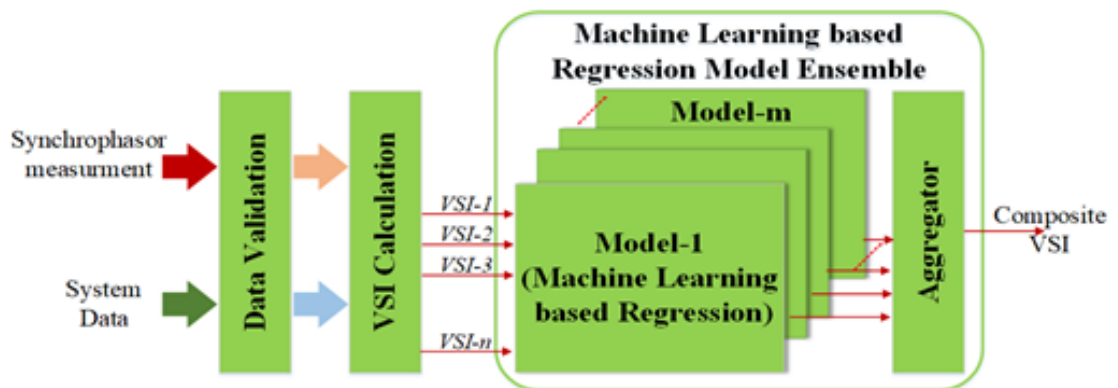 Machine Learning based
Regression Model Ensemble
Synchrophasor
measurment
System
Data
Data Validation
VSI Calculation
VSI-1
VSI-2
VSI-3
VSI-n
Model-m
Model-1
(Machine Learning
based Regression)
Aggregator
Composite
VSI